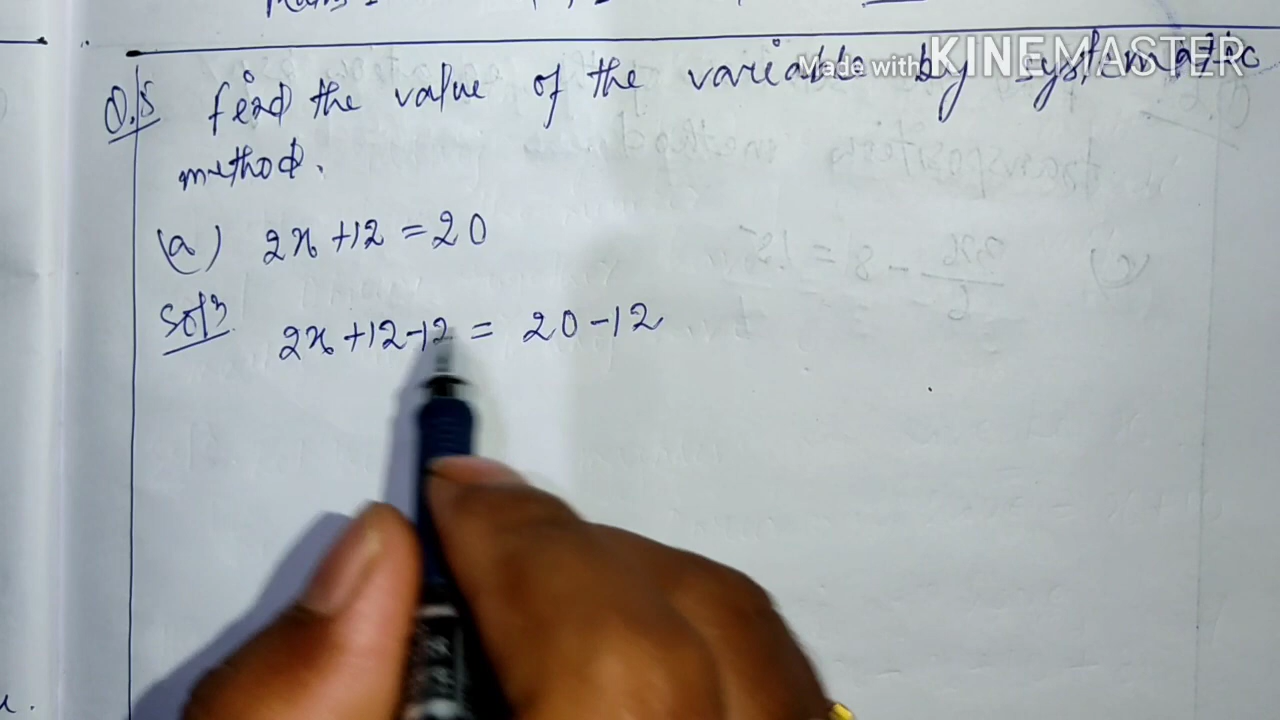 Made with KINEMASTER
Q.5 find the value of the variable by systematic
method.
(a) 2x + 12 = 20
Sol? 2x + 12 - 12 = 20 - 12